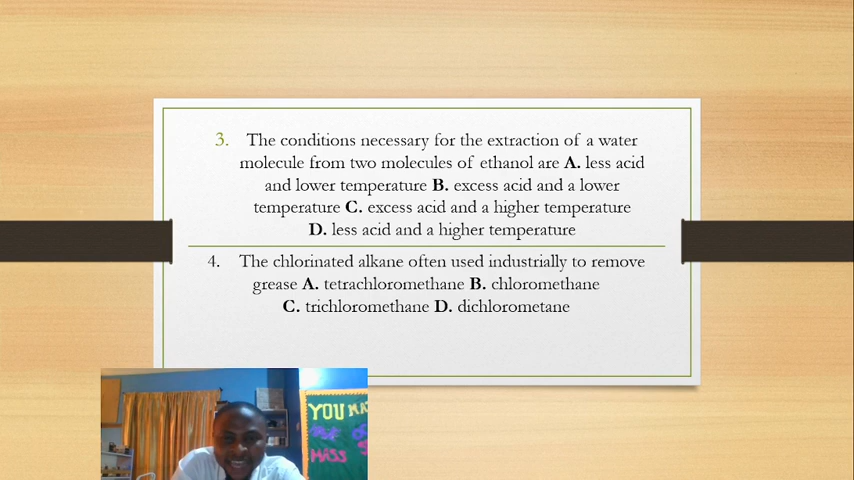 3. The conditions necessary for the extraction of a water
molecule from two molecules of ethanol are A. less acid
and lower temperature B. excess acid and a lower
temperature C. excess acid and a higher temperature
D. less acid and a higher temperature
4. The chlorinated alkane often used industrially to remove
grease A. tetrachloromethane B. chloromethane
C. trichloromethane D. dichlorometane
YOU
MASS